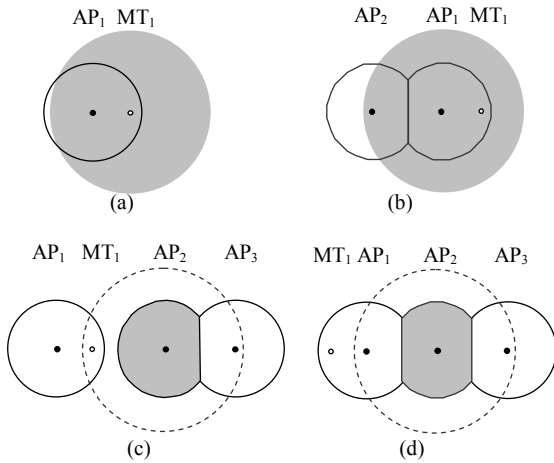 AP₁ MT₁
AP₂ AP₁ MT₁
(a)
(b)
AP₁ MT₁ AP₂ AP₃
MT₁ AP₁ AP₂ AP₃
(c)
(d)